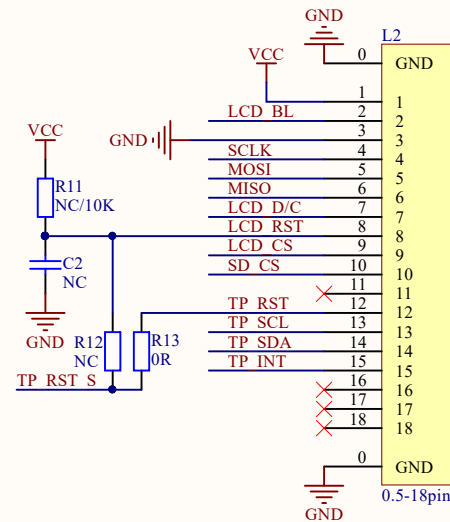 GND
L2
0 GND
VCC
1 1
LCD_BL 2 2
GND 3 3
VCC
SCLK 4 4
MOSI 5 5
R11
NC/10K
MISO 6 6
LCD_D/C 7 7
LCD_RST 8 8
LCD_CS 9 9
C2
NC
SD_CS 10 10
11 11
TP_RST 12 12
GND
TP_SCL 13 13
R12
NC
R13
0R
TP_SDA 14 14
TP_INT 15 15
TP_RST_S
16 16
17 17
18 18
0 GND
0.5-18pin
GND